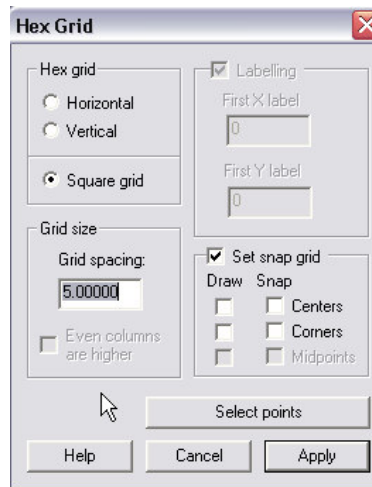 Hex Grid
Hex grid
Horizontal
Vertical
Square grid
Labelling
First X label
0
First Y label
0
Grid size
Grid spacing:
5.00000
Even columns
are higher
Set snap grid
Draw Snap
Centers
Corners
Midpoints
Select points
Help Cancel Apply